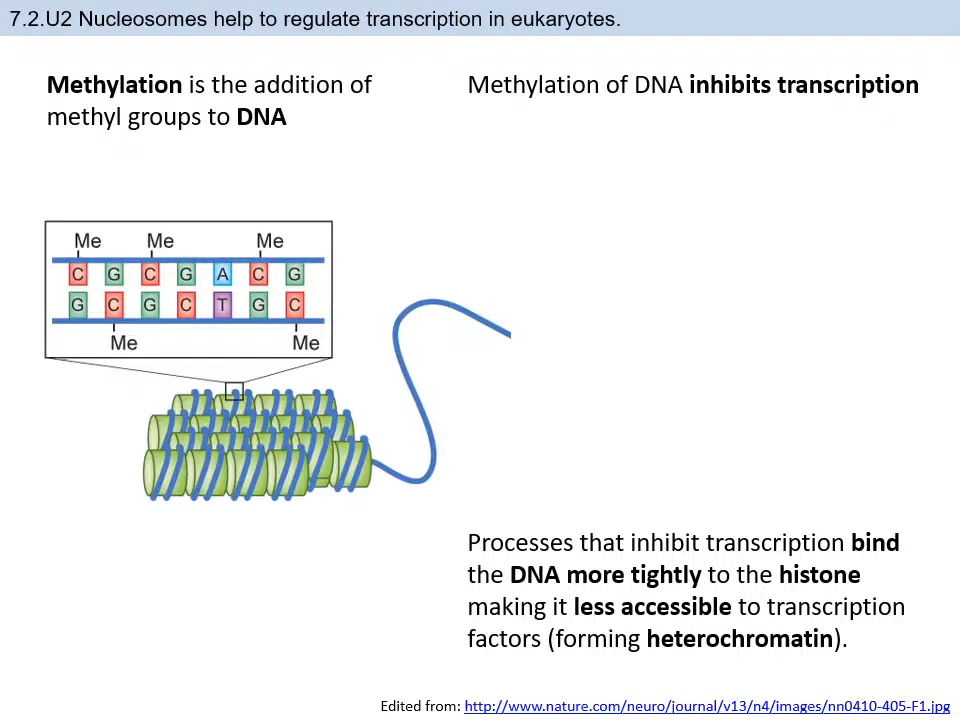 7.2.U2 Nucleosomes help to regulate transcription in eukaryotes.
Methylation is the addition of
methyl groups to DNA
Methylation of DNA inhibits transcription
Me Me Me
C G C G A C G
G C G C T G C
Me Me
Processes that inhibit transcription bind
the DNA more tightly to the histone
making it less accessible to transcription
factors (forming heterochromatin).
Edited from: http://www.nature.com/neuro/journal/v13/n4/images/nn0410-405-F1.jpg